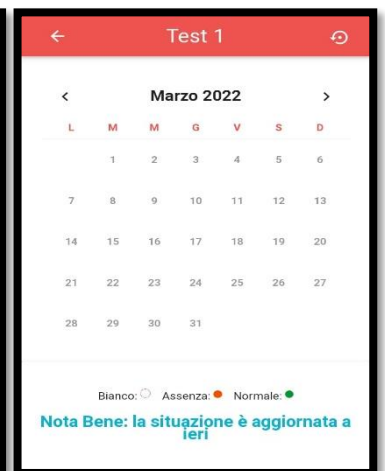 Test 1
Marzo 2022
L M M G V S D
1 2 3 4 5 6
7 8 9 10 11 12 13
14 15 16 17 18 19 20
21 22 23 24 25 26 27
28 29 30 31
Bianco: Assenza: Normale:
Nota Bene: la situazione è aggiornata a
ieri